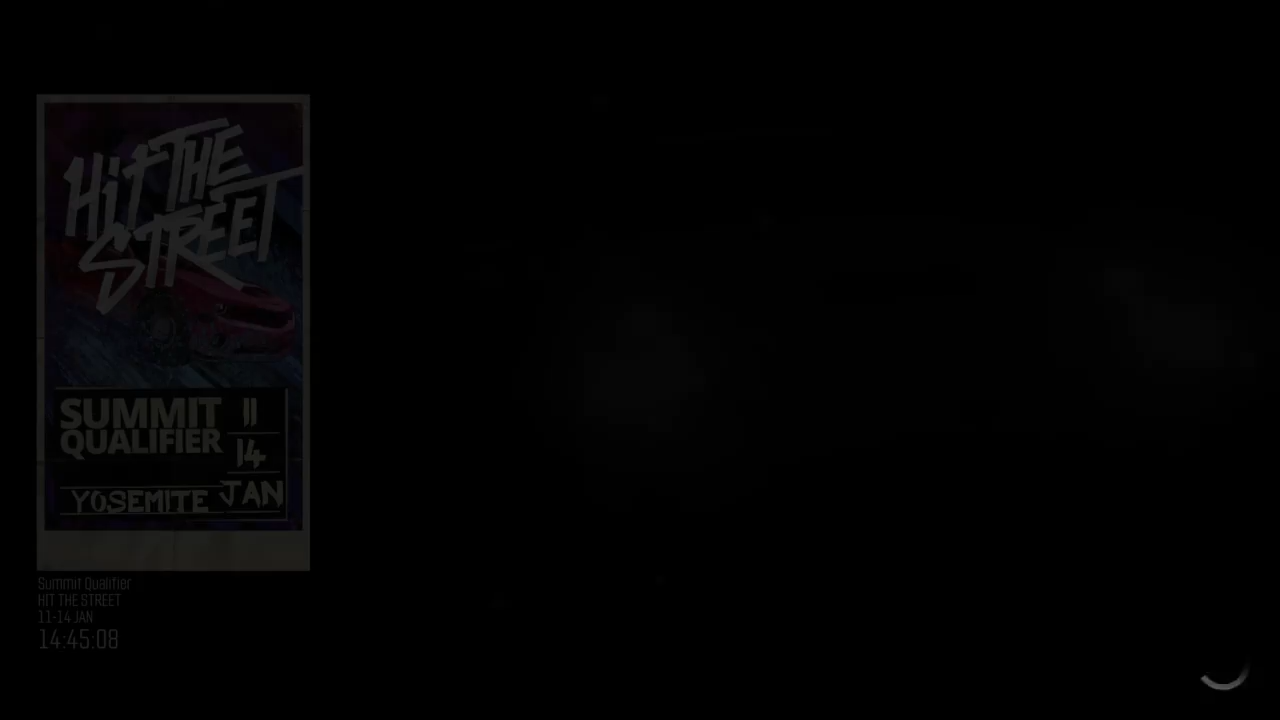 HIT THE
STREET
SUMMIT
QUALIFIER
11
14
JAN
YOSEMITE
Summit Qualifier
HIT THE STREET
11-14 JAN
14:45:08